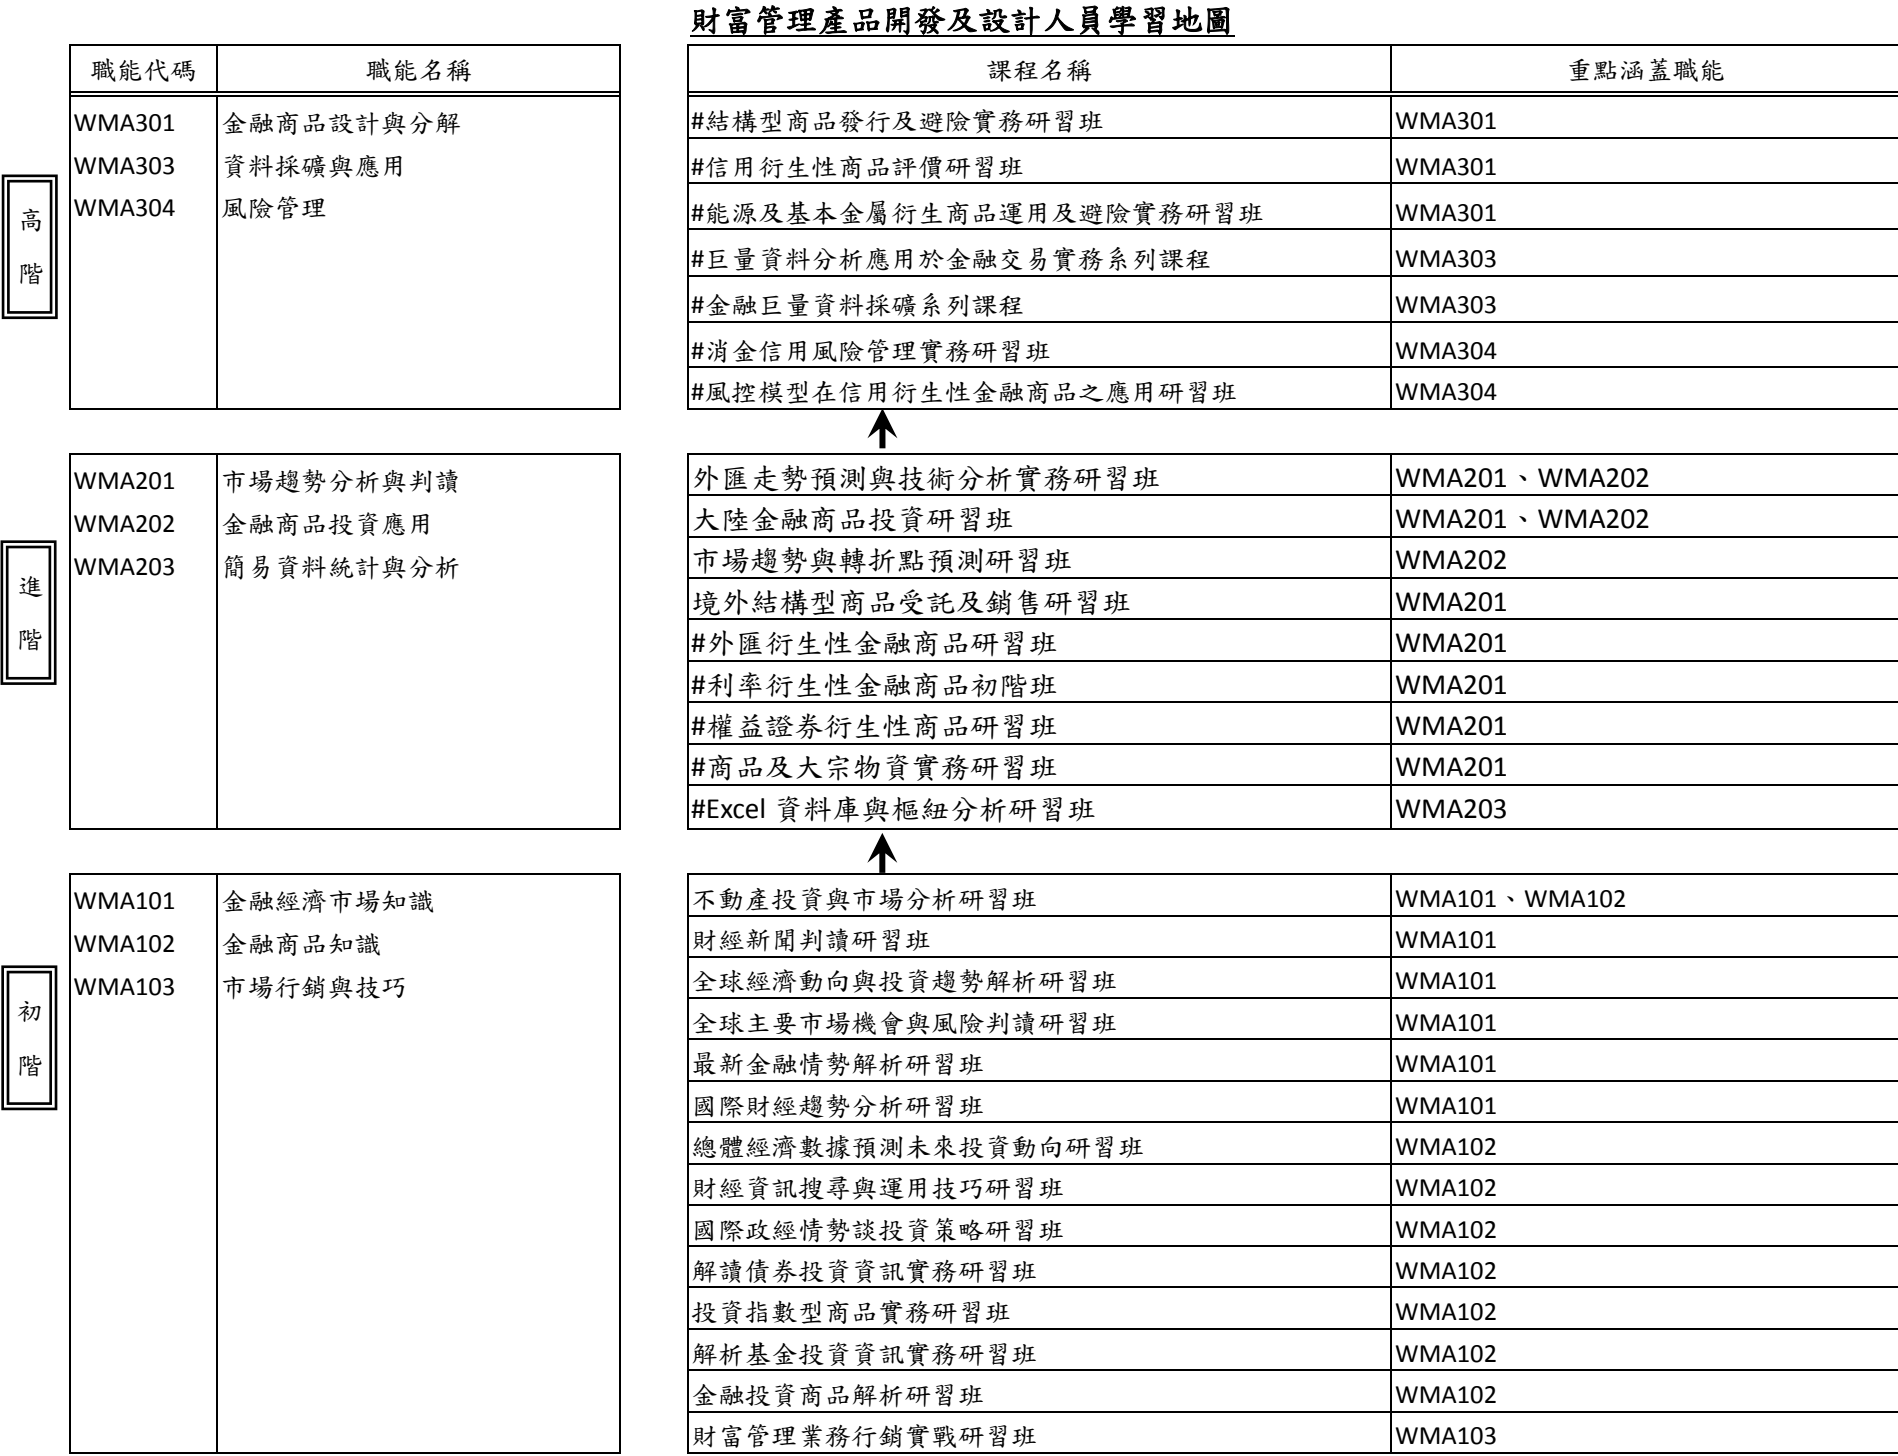 財富管理產品開發及設計人員學習地圖
職能代碼 職能名稱 課程名稱 重點涵蓋職能
高階
WMA301 金融商品設計與分解
WMA303 資料採礦與應用
WMA304 風險管理
#結構型商品發行及避險實務研習班 WMA301
#信用衍生性商品評價研習班 WMA301
#能源及基本金屬衍生商品運用及避險實務研習班 WMA301
#巨量資料分析應用於金融交易實務系列課程 WMA303
#金融巨量資料採礦系列課程 WMA303
#消金信用風險管理實務研習班 WMA304
#風控模型在信用衍生性金融商品之應用研習班 WMA304
進階
WMA201 市場趨勢分析與判讀
WMA202 金融商品投資應用
WMA203 簡易資料統計與分析
外匯走勢預測與技術分析實務研習班 WMA201、WMA202
大陸金融商品投資研習班 WMA201、WMA202
市場趨勢與轉折點預測研習班 WMA202
境外結構型商品受託及銷售研習班 WMA201
#外匯衍生性金融商品研習班 WMA201
#利率衍生性金融商品初階班 WMA201
#權益證券衍生性商品研習班 WMA201
#商品及大宗物資實務研習班 WMA201
#Excel 資料庫與樞紐分析研習班 WMA203
初階
WMA101 金融經濟市場知識
WMA102 金融商品知識
WMA103 市場行銷與技巧
不動產投資與市場分析研習班 WMA101、WMA102
財經新聞判讀研習班 WMA101
全球經濟動向與投資趨勢解析研習班 WMA101
全球主要市場機會與風險判讀研習班 WMA101
最新金融情勢解析研習班 WMA101
國際財經趨勢分析研習班 WMA101
總體經濟數據預測未來投資動向研習班 WMA102
財經資訊搜尋與運用技巧研習班 WMA102
國際政經情勢談投資策略研習班 WMA102
解讀債券投資資訊實務研習班 WMA102
投資指數型商品實務研習班 WMA102
解析基金投資資訊實務研習班 WMA102
金融投資商品解析研習班 WMA102
財富管理業務行銷實戰研習班 WMA103